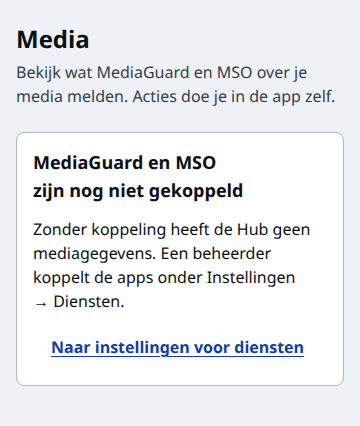 Media
Bekijk wat MediaGuard en MSO over je
media melden. Acties doe je in de app zelf.
MediaGuard en MSO
zijn nog niet gekoppeld
Zonder koppeling heeft de Hub geen
mediagegevens. Een beheerder
koppelt de apps onder Instellingen
→ Diensten.
Naar instellingen voor diensten